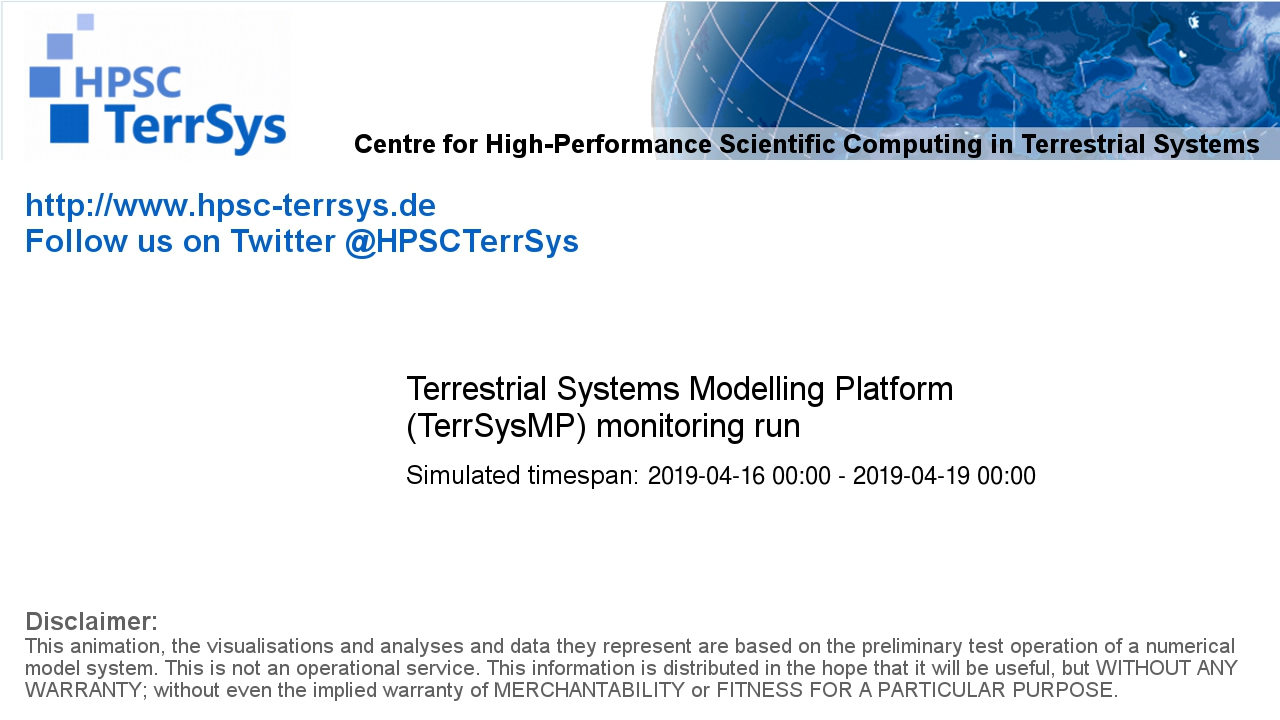 HPSC
TerrSys
Centre for High-Performance Scientific Computing in Terrestrial Systems
http://www.hpsc-terrsys.de
Follow us on Twitter @HPSCTerrSys
Terrestrial Systems Modelling Platform
(TerrSysMP) monitoring run
Simulated timespan: 2019-04-16 00:00 - 2019-04-19 00:00
Disclaimer:
This animation, the visualisations and analyses and data they represent are based on the preliminary test operation of a numerical
model system. This is not an operational service. This information is distributed in the hope that it will be useful, but WITHOUT ANY
WARRANTY; without even the implied warranty of MERCHANTABILITY or FITNESS FOR A PARTICULAR PURPOSE.